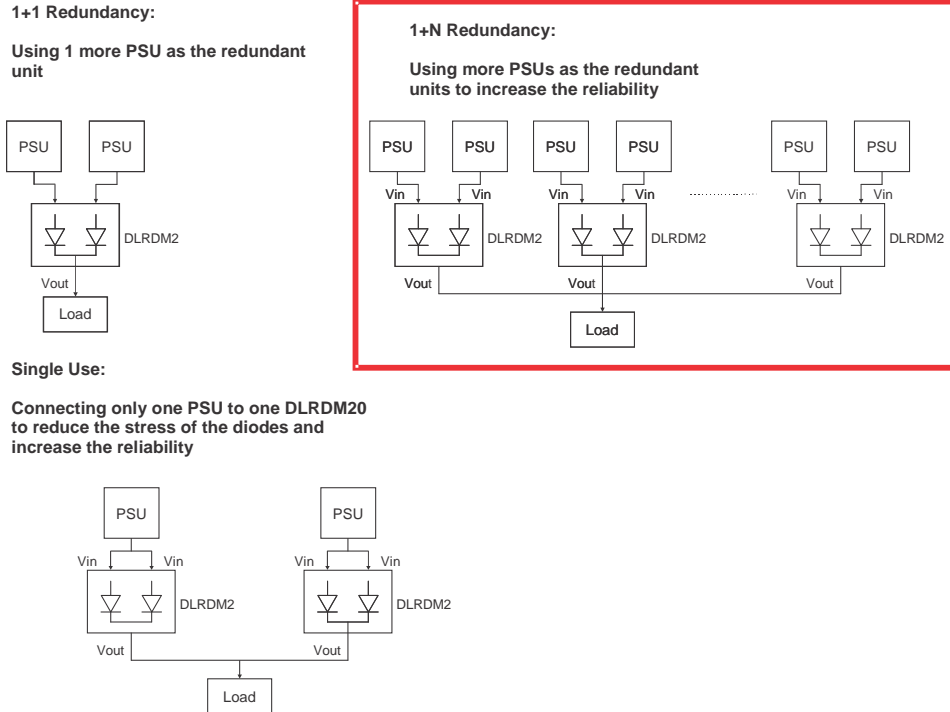 1+1 Redundancy:
Using 1 more PSU as the redundant
unit
PSU PSU
DLRDM2
Vout
Load
1+N Redundancy:
Using more PSUs as the redundant
units to increase the reliability
PSU PSU PSU PSU PSU PSU
Vin Vin Vin Vin Vin Vin
DLRDM2 DLRDM2 DLRDM2
Vout Vout Vout
Load
Single Use:
Connecting only one PSU to one DLRDM20
to reduce the stress of the diodes and
increase the reliability
PSU PSU
Vin Vin Vin Vin
DLRDM2 DLRDM2
Vout Vout
Load